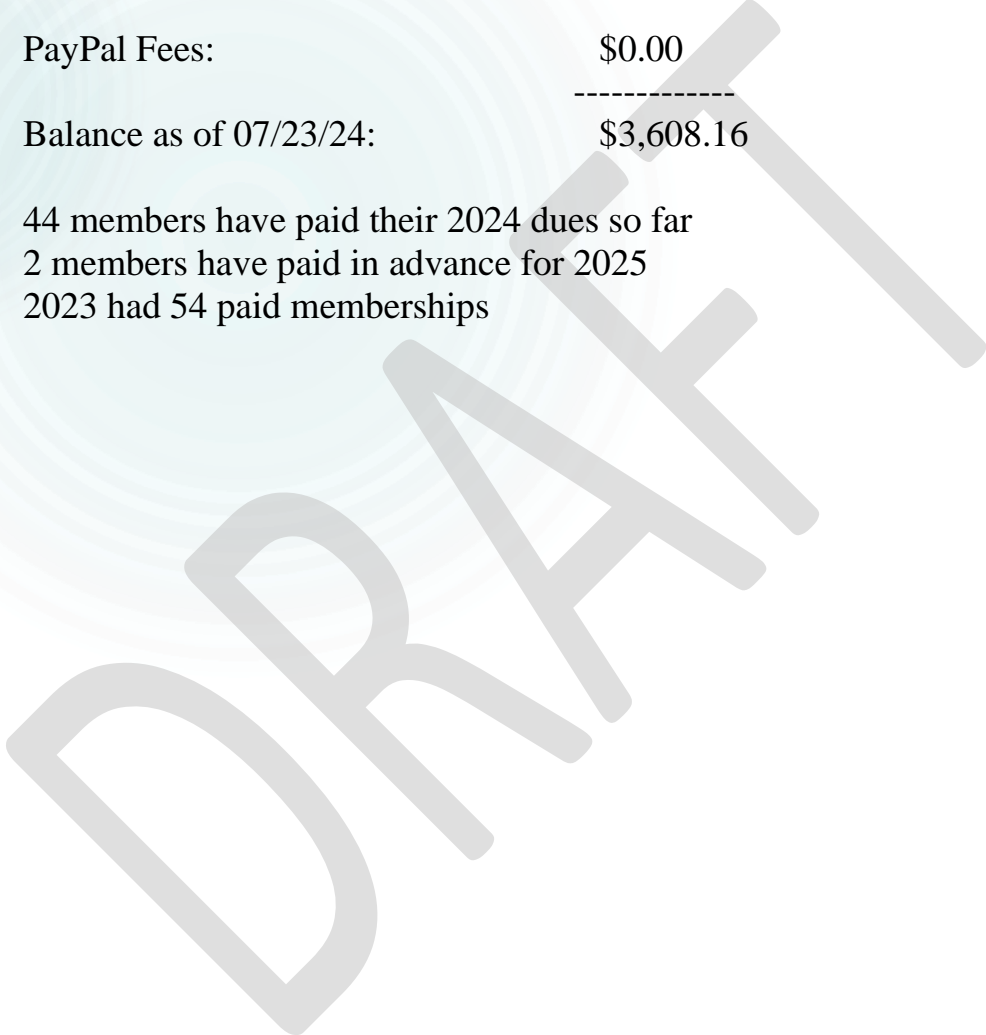 PayPal Fees: $0.00
-------------
Balance as of 07/23/24: $3,608.16
44 members have paid their 2024 dues so far
2 members have paid in advance for 2025
2023 had 54 paid memberships
DRAFT